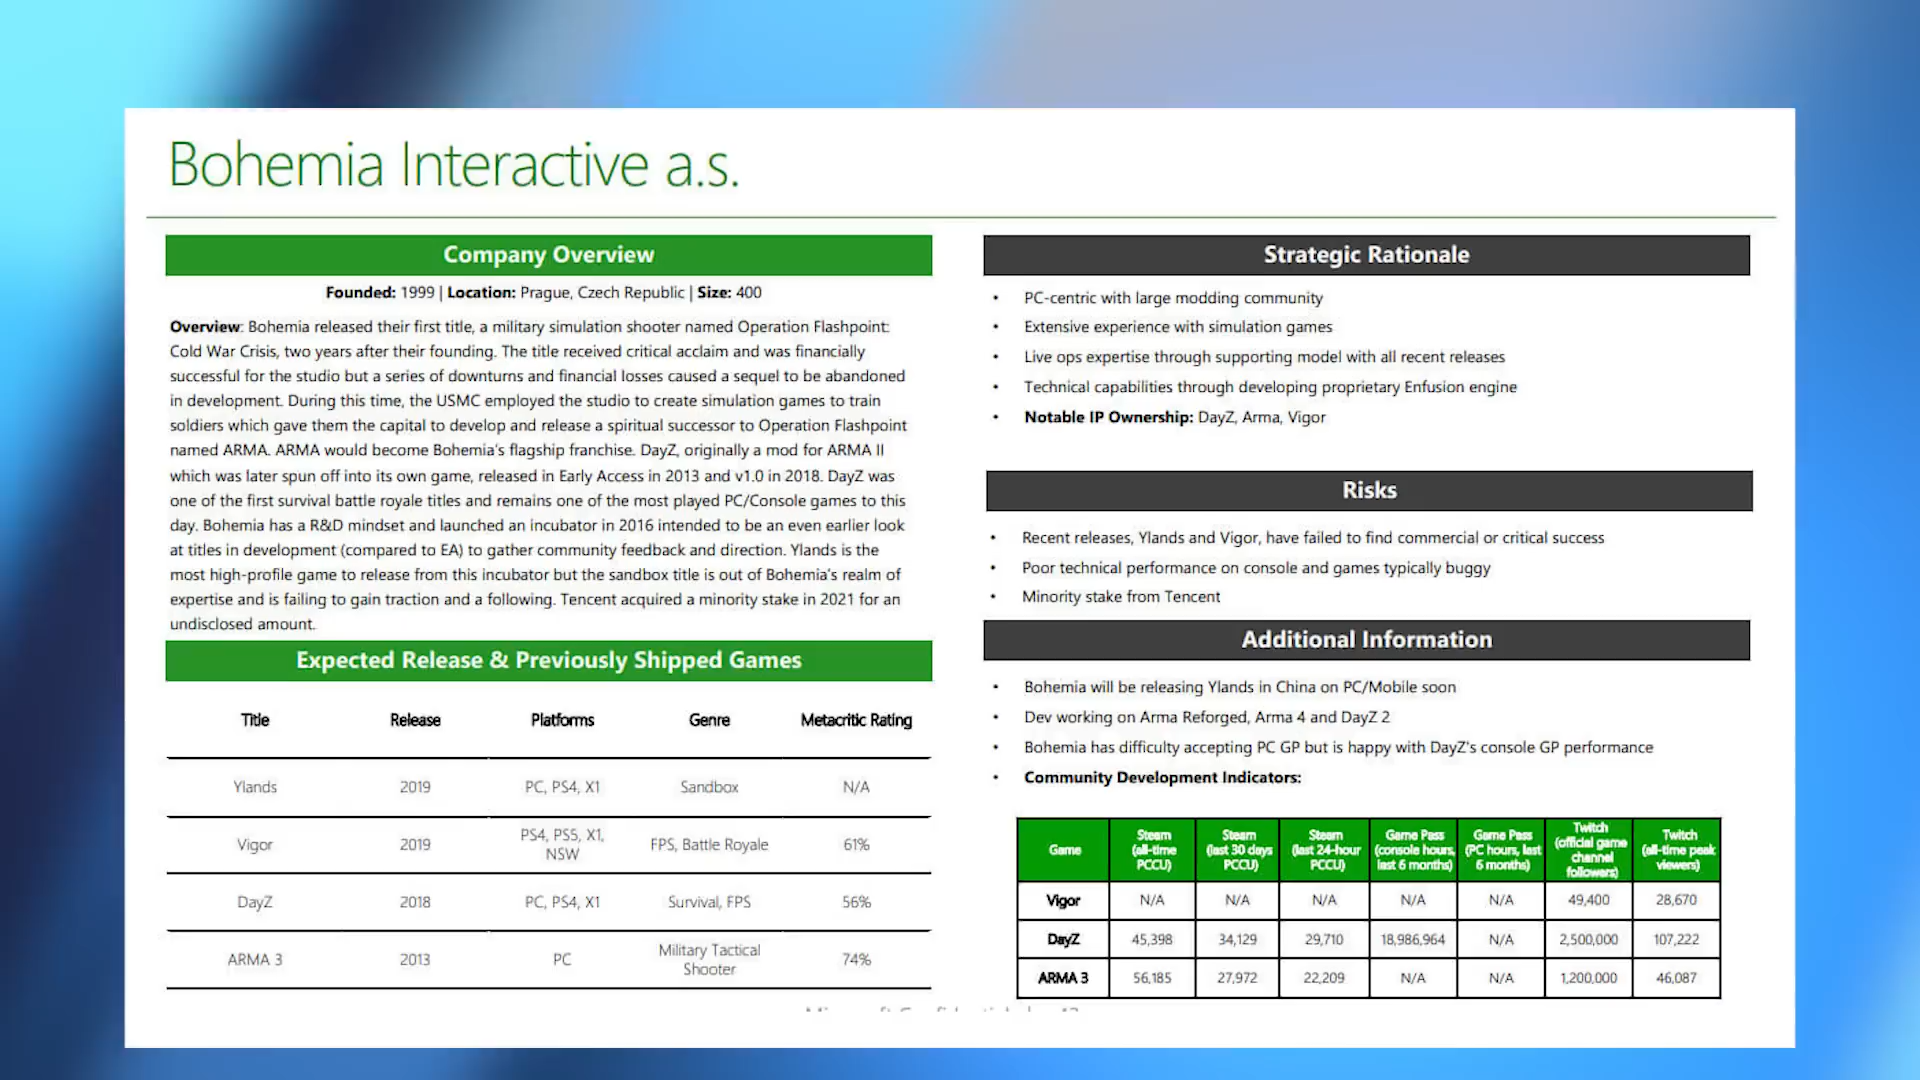 Bohemia Interactive a.s.
Company Overview
Founded: 1999 | Location: Prague, Czech Republic | Size: 400
Overview: Bohemia released their first title, a military simulation shooter named Operation Flashpoint:
Cold War Crisis, two years after their founding. The title received critical acclaim and was financially
successful for the studio but a series of downturns and financial losses caused a sequel to be abandoned
in development. During this time, the USMC employed the studio to create simulation games to train
soldiers which gave them the capital to develop and release a spiritual successor to Operation Flashpoint
named ARMA. ARMA would become Bohemia's flagship franchise. DayZ, originally a mod for ARMA II
which was later spun off into its own game, released in Early Access in 2013 and v1.0 in 2018. DayZ was
one of the first survival battle royale titles and remains one of the most played PC/Console games to this
day. Bohemia has a R&D mindset and launched an incubator in 2016 intended to be an even earlier look
at titles in development (compared to EA) to gather community feedback and direction. Ylands is the
most high-profile game to release from this incubator but the sandbox title is out of Bohemia's realm of
expertise and is failing to gain traction and a following. Tencent acquired a minority stake in 2021 for an
undisclosed amount.
Expected Release & Previously Shipped Games
Title Release Platforms Genre Metacritic Rating
Ylands 2019 PC, PS4, X1 Sandbox N/A
Vigor 2019 PS4, PS5, X1, NSW FPS, Battle Royale 61%
DayZ 2018 PC, PS4, X1 Survival, FPS 56%
ARMA 3 2013 PC Military Tactical Shooter 74%
Strategic Rationale
• PC-centric with large modding community
• Extensive experience with simulation games
• Live ops expertise through supporting model with all recent releases
• Technical capabilities through developing proprietary Enfusion engine
• Notable IP Ownership: DayZ, Arma, Vigor
Risks
• Recent releases, Ylands and Vigor, have failed to find commercial or critical success
• Poor technical performance on console and games typically buggy
• Minority stake from Tencent
Additional Information
• Bohemia will be releasing Ylands in China on PC/Mobile soon
• Dev working on Arma Reforged, Arma 4 and DayZ 2
• Bohemia has difficulty accepting PC GP but is happy with DayZ's console GP performance
• Community Development Indicators:
Game Steam (all-time PCCU) Steam (last 30 days PCCU) Steam (last 24-hour PCCU) Game Pass (console hours, last 6 months) Game Pass (PC hours, last 6 months) Twitch (official game channel followers) Twitch (all-time peak viewers)
Vigor N/A N/A N/A N/A N/A 49,400 28,670
DayZ 45,398 34,129 29,710 18,986,964 N/A 2,500,000 107,222
ARMA 3 56,185 27,972 22,209 N/A N/A 1,200,000 46,087